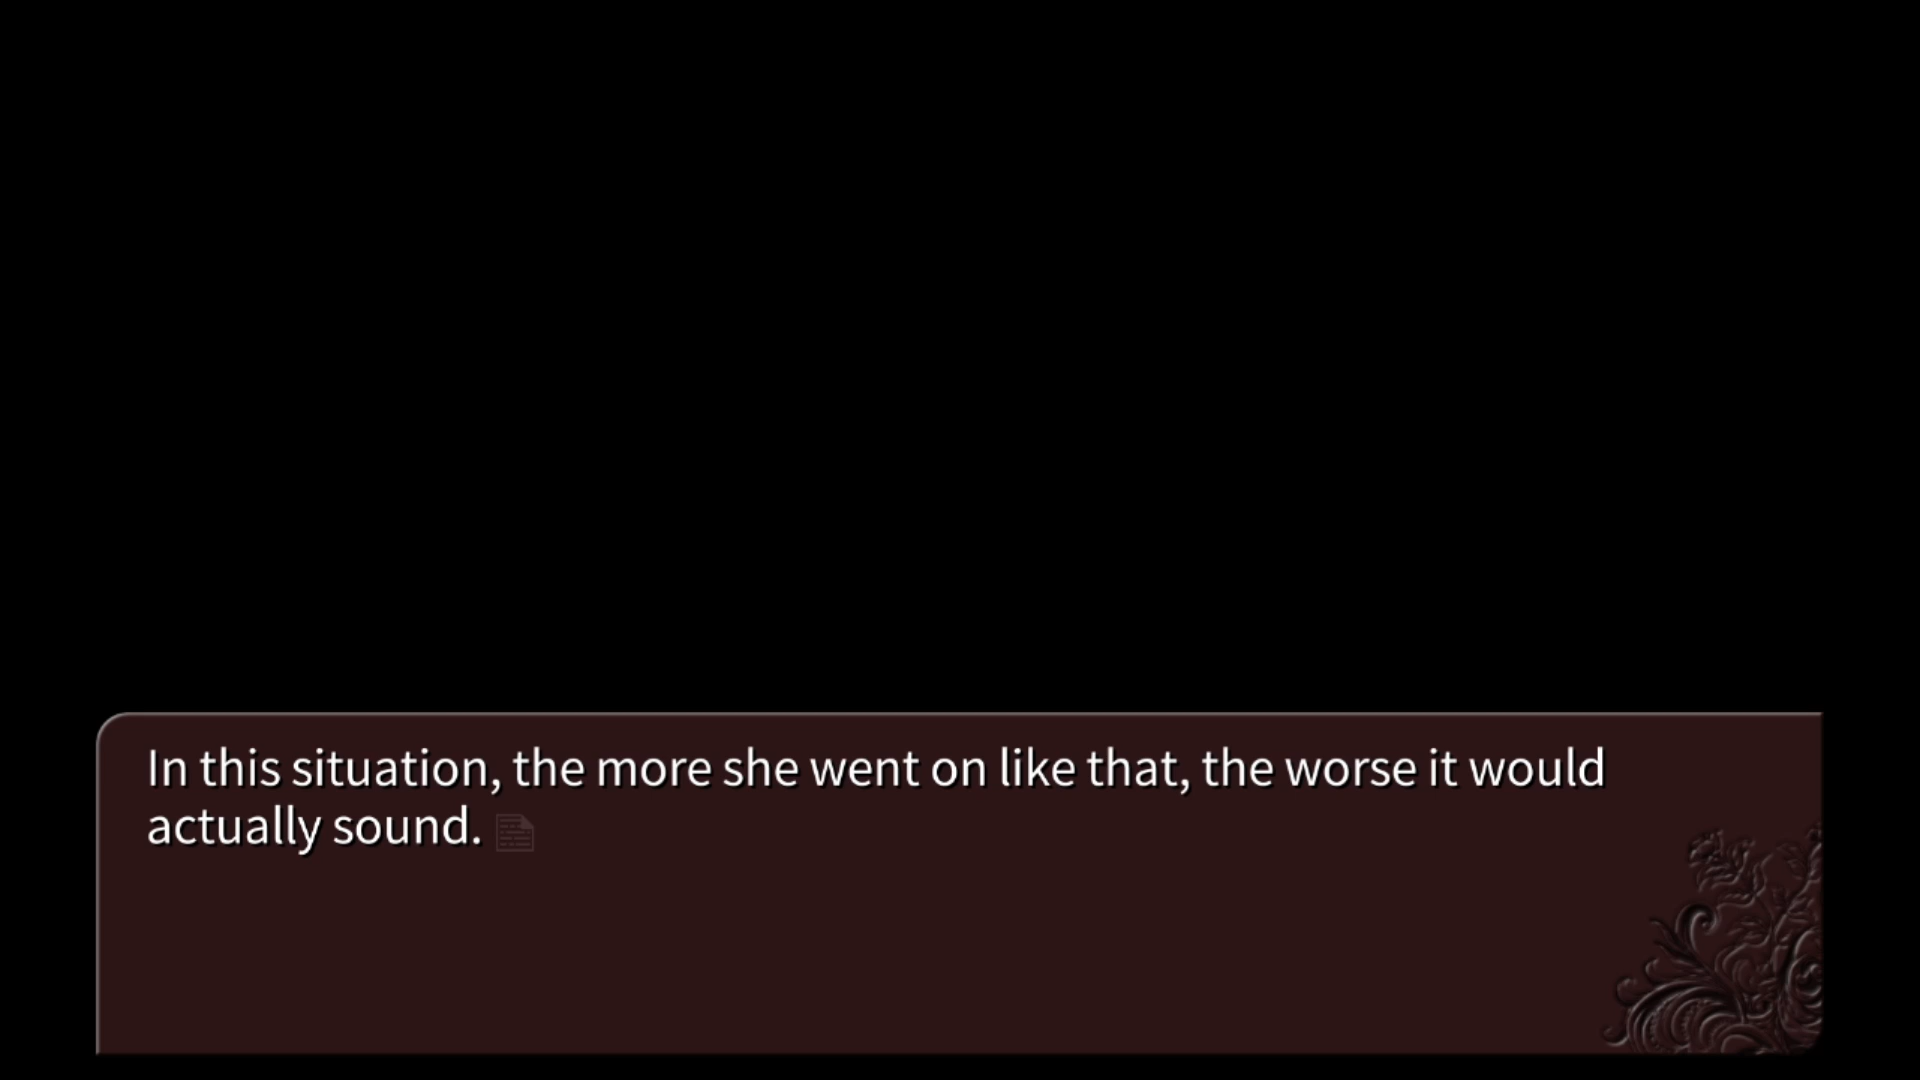 In this situation, the more she went on like that, the worse it would
actually sound.